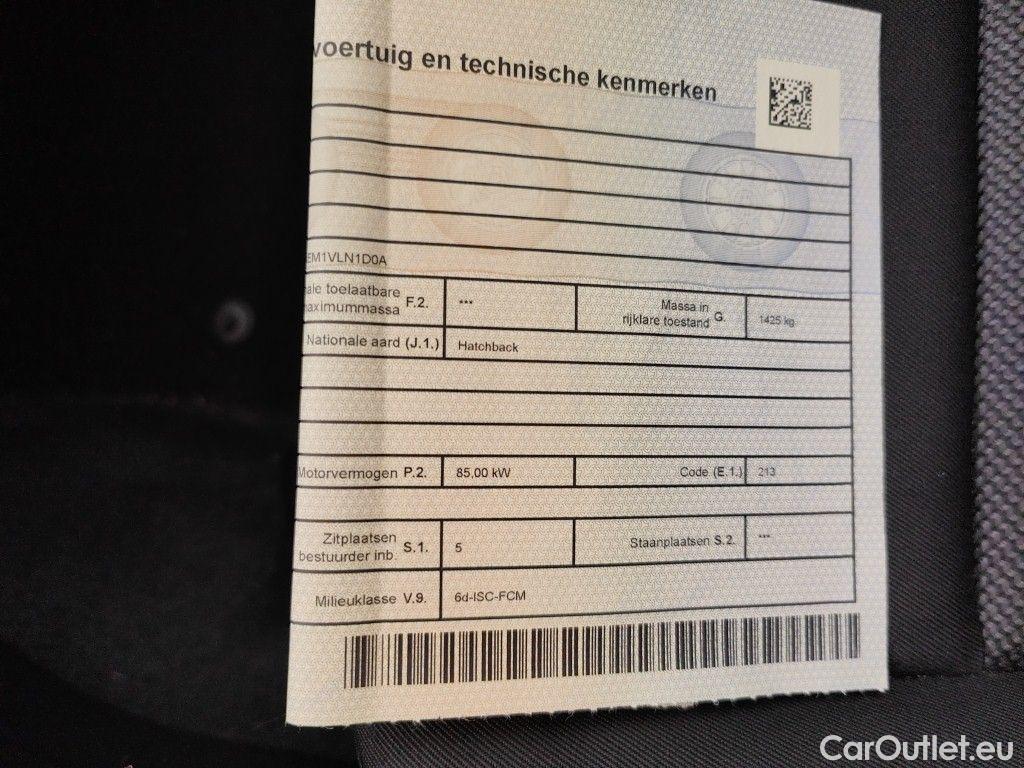 voertuig en technische kenmerken
EM1VLN1D0A
ale toelaatbare
aximummassa F.2. *** Massa in
rijklare toestand G. 1425 kg
Nationale aard (J.1.) Hatchback
Motorvermogen P.2. 85,00 kW Code (E.1.) 213
Zitplaatsen
bestuurder inb. S.1. 5 Staanplaatsen S.2. ***
Milieuklasse V.9. 6d-ISC-FCM
CarOutlet.eu